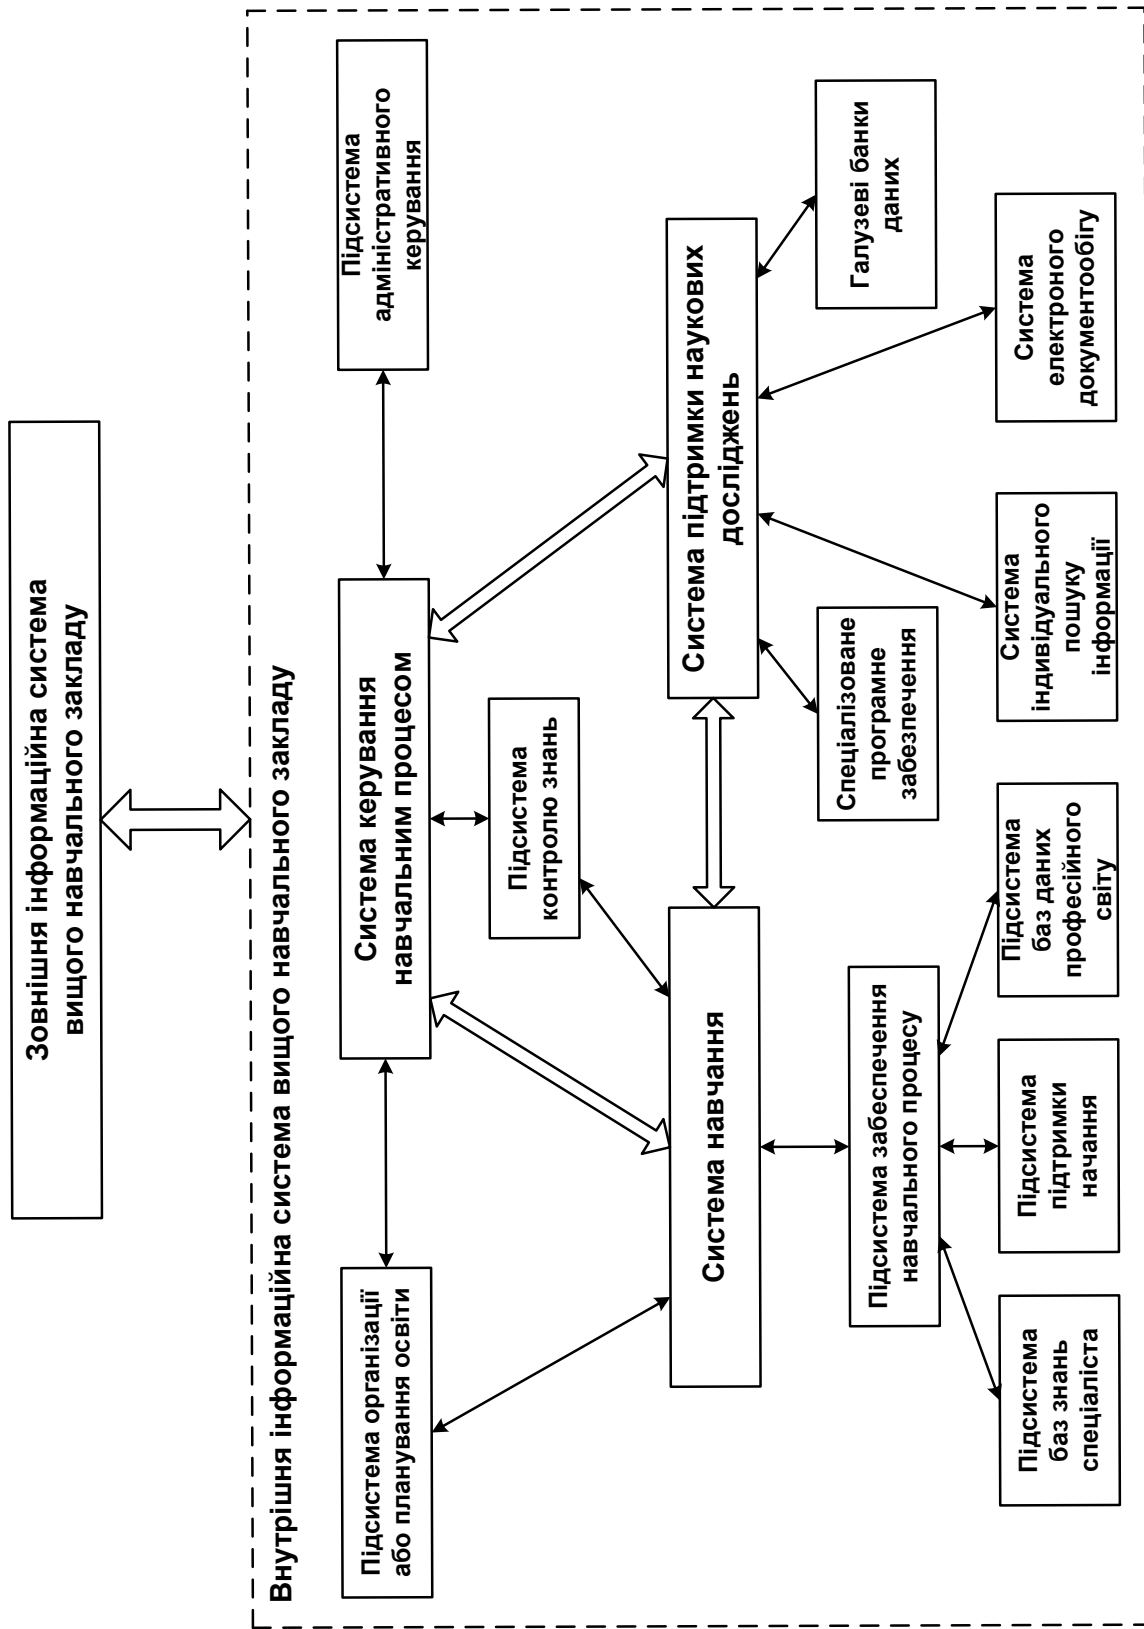 Зовнішня інформаційна система
вищого навчального закладу
Внутрішня інформаційна система вищого навчального закладу
Підсистема організації
або планування освіти
Система керування
навчальним процесом
Підсистема
адміністративного
керування
Підсистема
контролю знань
Система навчання
Система підтримки наукових
досліджень
Підсистема забеспечення
навчального процесу
Спеціалізоване
програмне
забезпечення
Галузеві банки
даних
Підсистема
баз знань
спеціаліста
Підсистема
підтримки
начання
Підсистема
баз даних
професійного
світу
Система
індивідуального
пошуку
інформації
Система
електроного
документообігу